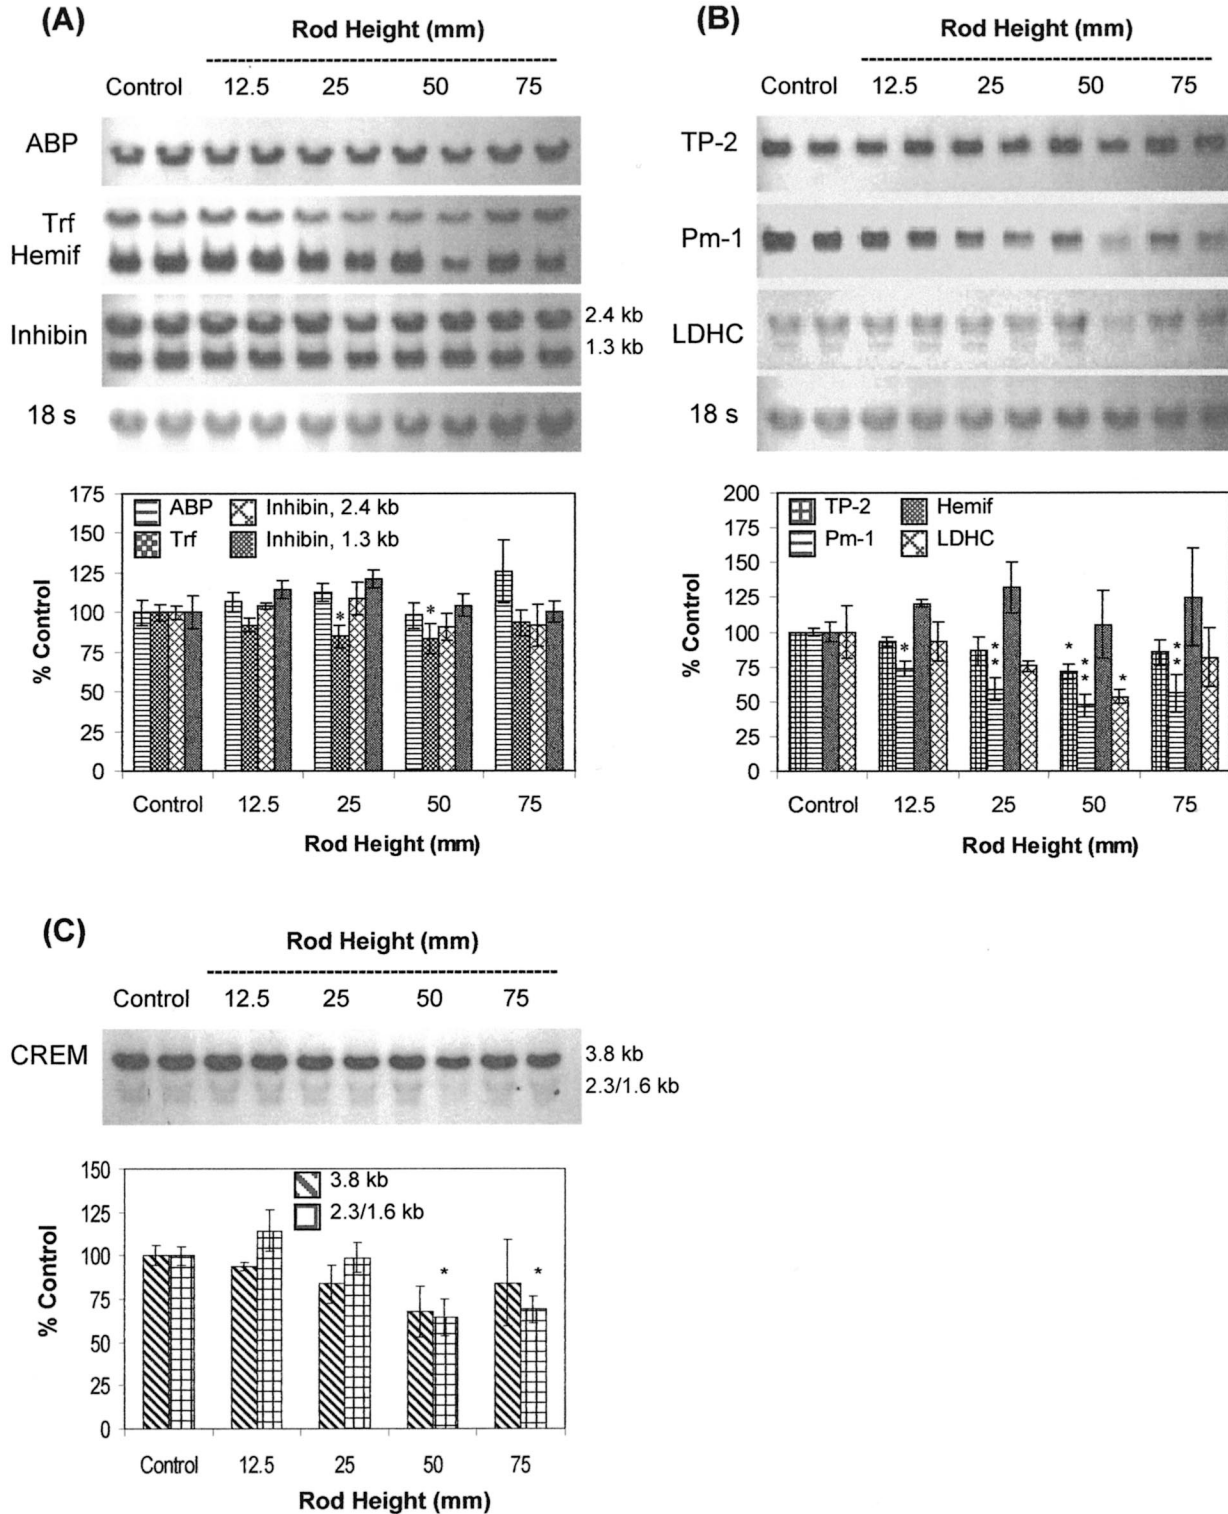 (A)
Rod Height (mm)
Control 12.5 25 50 75
ABP
Trf
Hemif
Inhibin
2.4 kb
1.3 kb
18 s
175
150
125
100
75
50
25
0
% Control
ABP
Inhibin, 2.4 kb
Trf
Inhibin, 1.3 kb
*
*
Control 12.5 25 50 75
Rod Height (mm)
(B)
Rod Height (mm)
Control 12.5 25 50 75
TP-2
Pm-1
LDHC
18 s
200
175
150
125
100
75
50
25
0
% Control
TP-2
Hemif
Pm-1
LDHC
*
**
*
**
*
**
Control 12.5 25 50 75
Rod Height (mm)
(C)
Rod Height (mm)
Control 12.5 25 50 75
CREM
3.8 kb
2.3/1.6 kb
150
125
100
75
50
25
0
% Control
3.8 kb
2.3/1.6 kb
*
*
Control 12.5 25 50 75
Rod Height (mm)